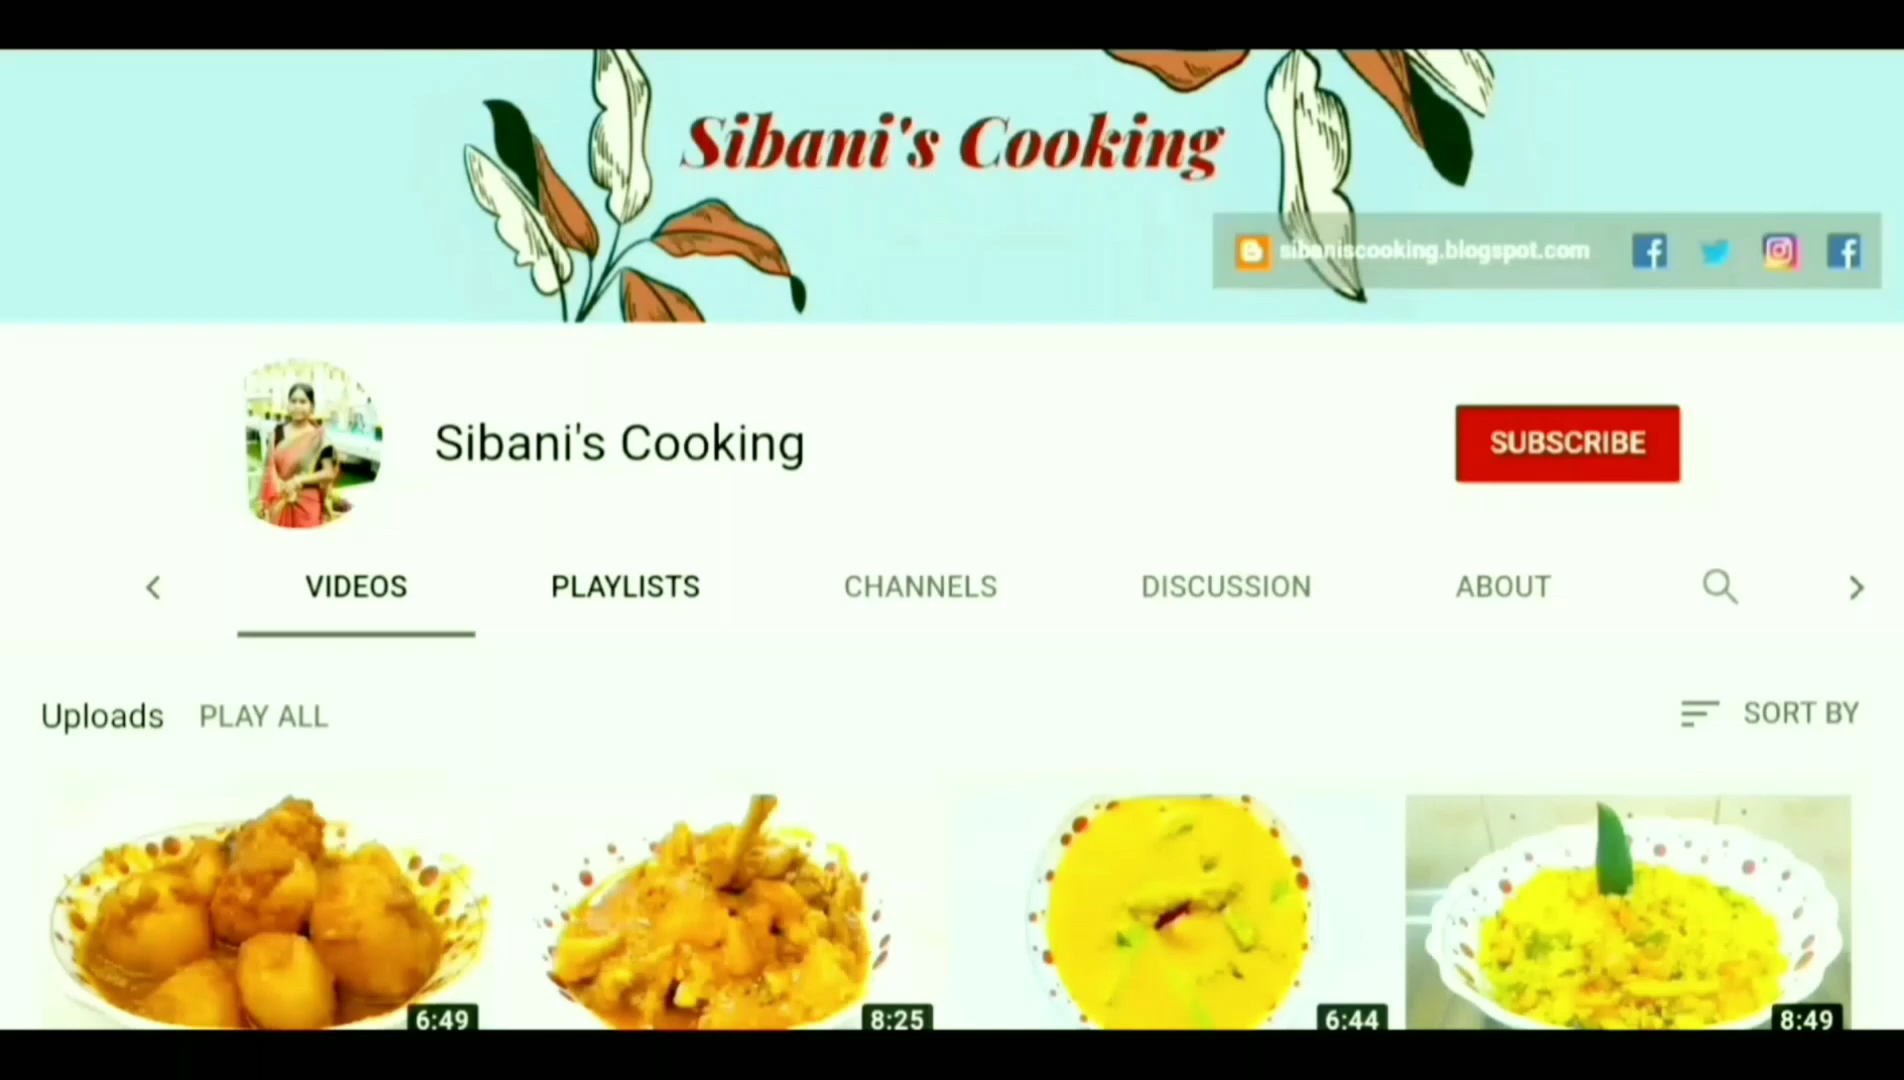 Sibani's Cooking
sibaniscooking.blogspot.com
Sibani's Cooking
SUBSCRIBE
VIDEOS PLAYLISTS CHANNELS DISCUSSION ABOUT
Uploads PLAY ALL SORT BY
6:49 8:25 6:44 8:49